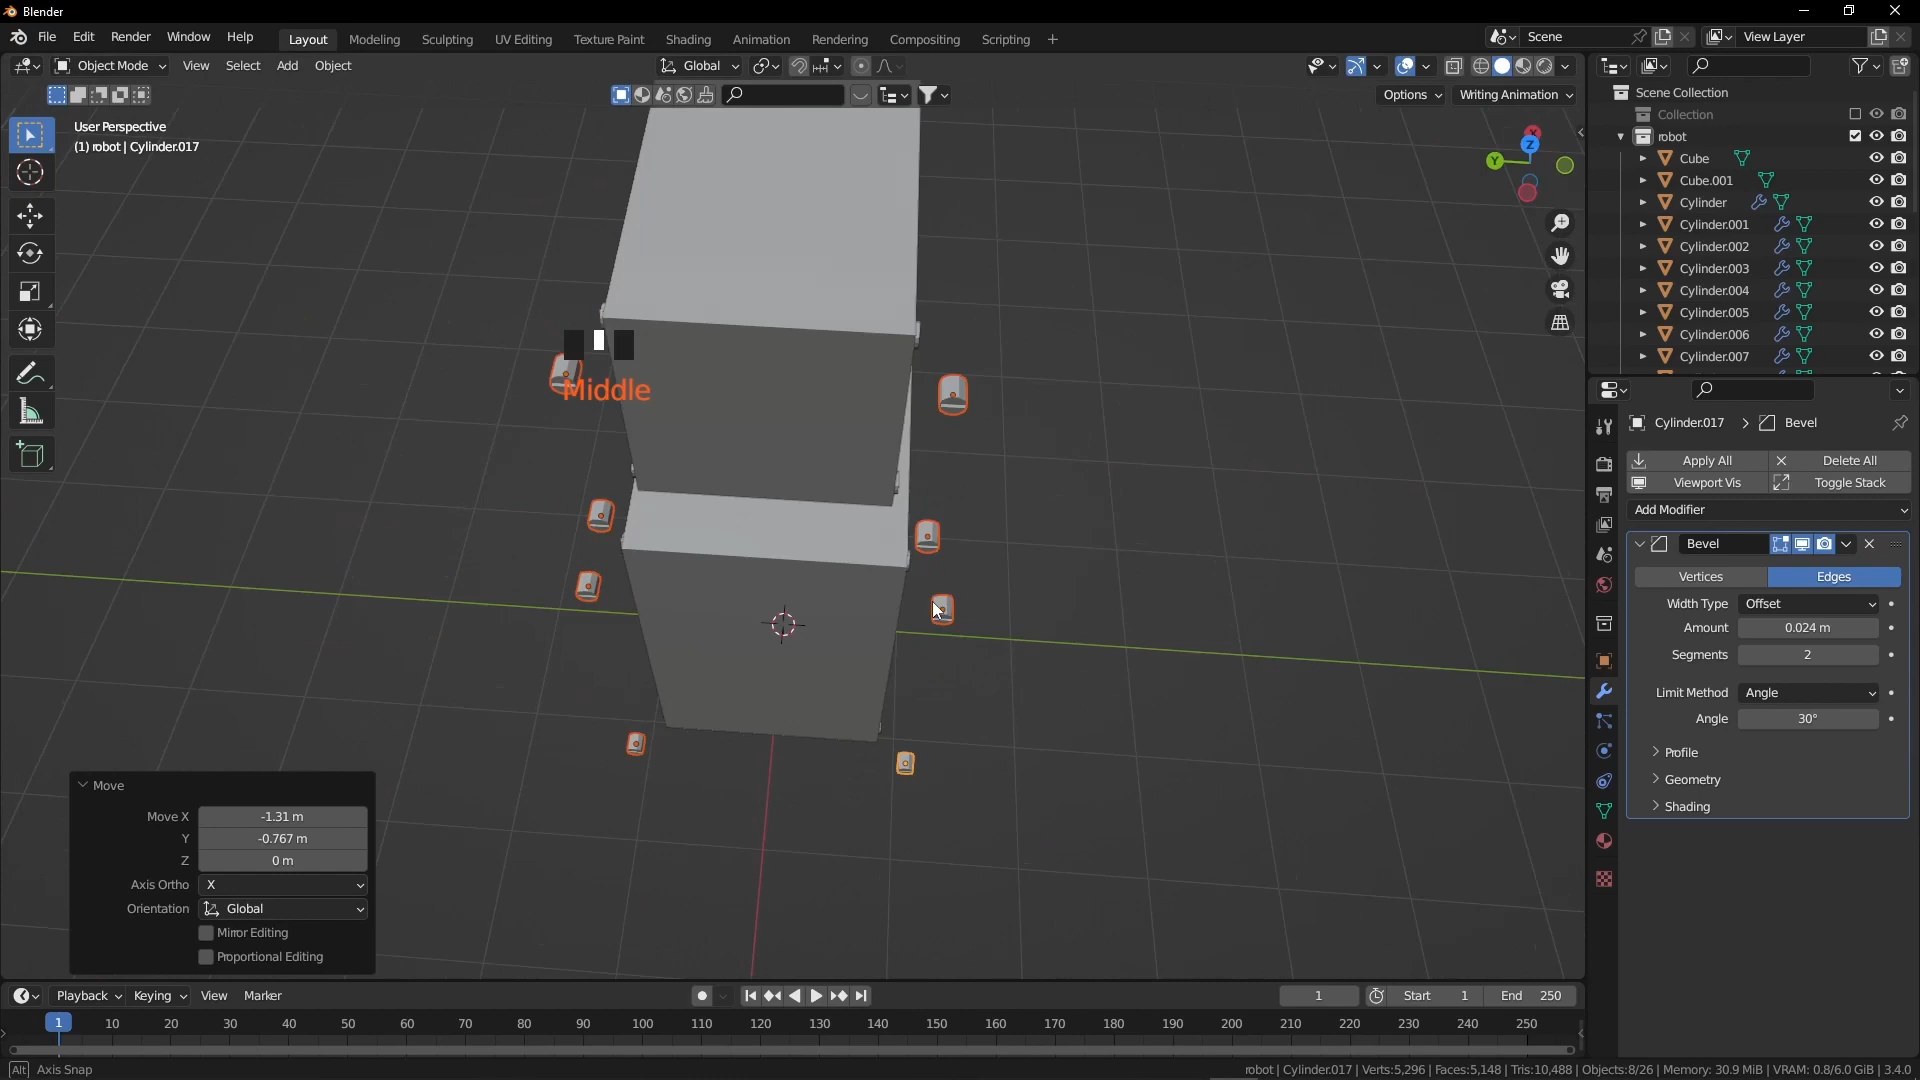 Blender
File Edit Render Window Help Layout Modeling Sculpting UV Editing Texture Paint Shading Animation Rendering Compositing Scripting + Scene View Layer
Object Mode View Select Add Object Global
Options Writing Animation
User Perspective
(1) robot | Cylinder.017
X
Y
Z
Middle
Scene Collection
Collection
robot
Cube
Cube.001
Cylinder
Cylinder.001
Cylinder.002
Cylinder.003
Cylinder.004
Cylinder.005
Cylinder.006
Cylinder.007
Cylinder.017 > Bevel
Apply All Delete All
Viewport Vis Toggle Stack
Add Modifier
Bevel
Vertices Edges
Width Type Offset
Amount 0.024 m
Segments 2
Limit Method Angle
Angle 30°
Profile
Geometry
Shading
Move
Move X -1.31 m
Y -0.767 m
Z 0 m
Axis Ortho X
Orientation Global
Mirror Editing
Proportional Editing
Playback Keying View Marker 1 Start 1 End 250
1 10 20 30 40 50 60 70 80 90 100 110 120 130 140 150 160 170 180 190 200 210 220 230 240 250
Alt Axis Snap robot | Cylinder.017 | Verts:5,296 | Faces:5,148 | Tris:10,488 | Objects:8/26 | Memory: 30.9 MiB | VRAM: 0.8/6.0 GiB | 3.4.0